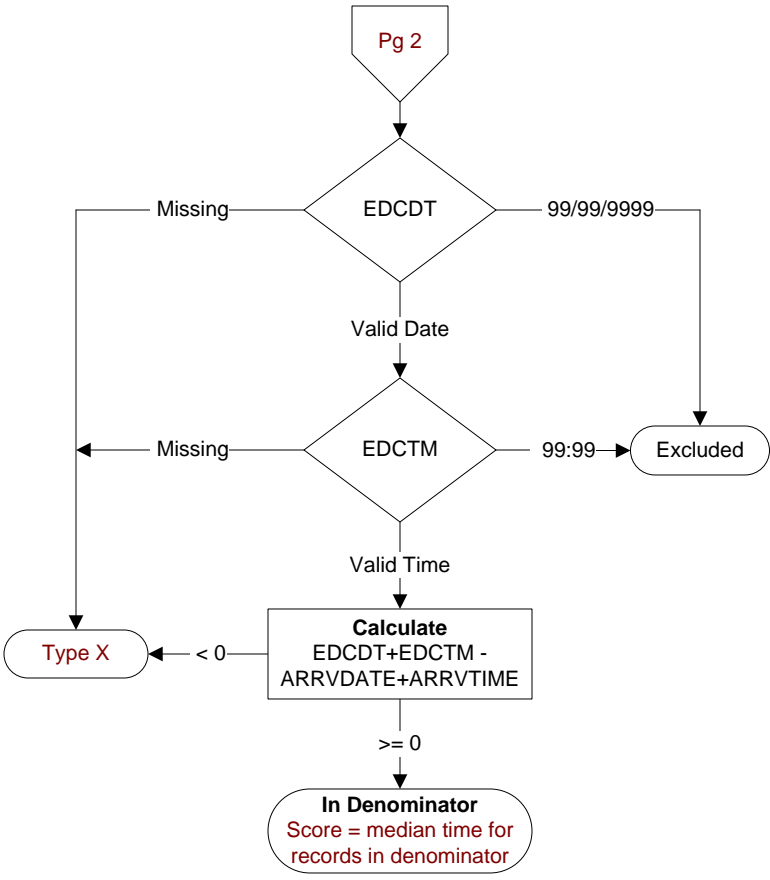 Pg 2
EDCDT
Missing
99/99/9999
Valid Date
EDCTM
Missing
99:99
Excluded
Valid Time
Calculate
EDCDT+EDCTM -
ARRVDATE+ARRVTIME
< 0
Type X
>= 0
In Denominator
Score = median time for
records in denominator